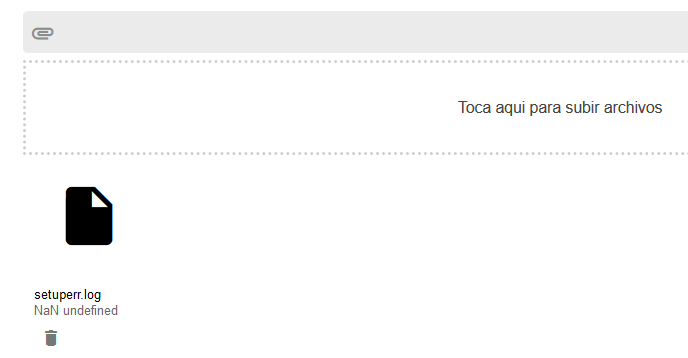 Toca aqui para subir archivos
setuperr.log
NaN undefined